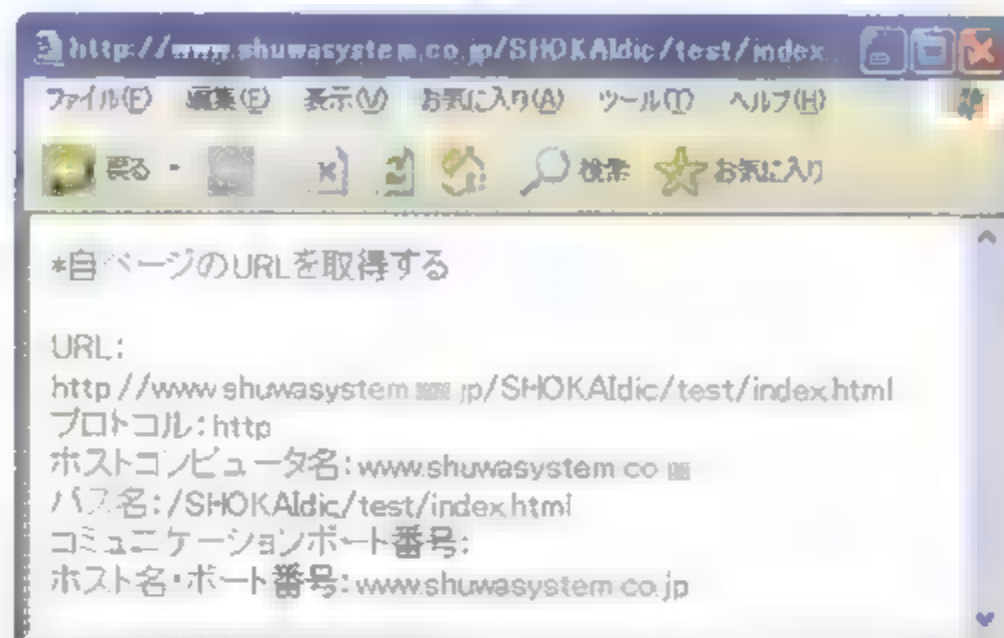 http://www.shuwasystem.co.jp/SHOKAIdic/test/index...
ファイル(F) 編集(E) 表示(V) お気に入り(A) ツール(T) ヘルプ(H)
戻る 検索 お気に入り
*自ページのURLを取得する
URL:
http://www.shuwasystem jp/SHOKAIdic/test/index.html
プロトコル:http
ホストコンピュータ名:www.shuwasystem.co
パス名:/SHOKAIdic/test/index.html
コミュニケーションポート番号:
ホスト名・ポート番号:www.shuwasystem.co.jp